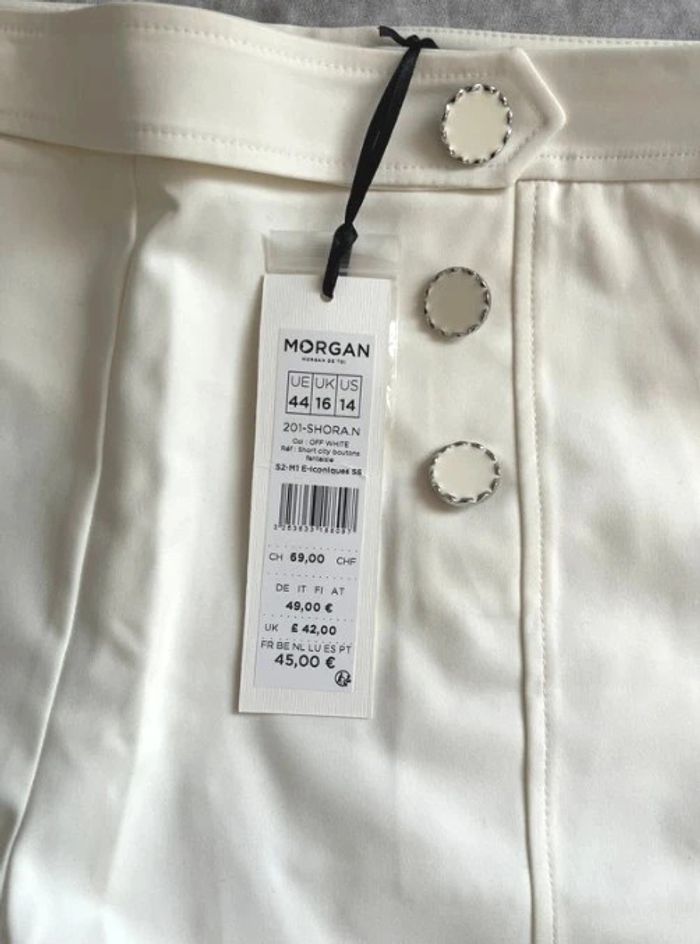 MORGAN
MORGAN DE TOI
UE UK US
44 16 14
201-SHORA.N
Col : OFF WHITE
Réf : Short city boutons
fantaisie
S2-M1 E-Iconiques S6
CH 69,00 CHF
DE IT FI AT
49,00 €
UK £ 42,00
FR BE NL LU ES PT
45,00 €